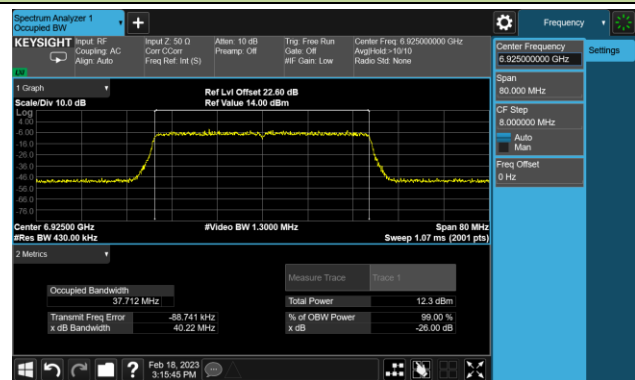 Spectrum Analyzer 1
Occupied BW
Frequency
KEYSIGHT
Input: RF
Coupling: AC
Align: Auto
Input Z: 50 Ω
Corr CCorr
Freq Ref: Int (S)
Atten: 10 dB
Preamp: Off
Trig: Free Run
Gate: Off
#IF Gain: Low
Center Freq: 6.925000000 GHz
Avg|Hold:>10/10
Radio Std: None
LW
Center Frequency
6.925000000 GHz
Settings
Span
80.000 MHz
CF Step
8.000000 MHz
Auto
Man
Freq Offset
0 Hz
1 Graph
Scale/Div 10.0 dB
Ref Lvl Offset 22.60 dB
Ref Value 14.00 dBm
Log
4.00
-6.00
-16.0
-26.0
-36.0
-46.0
-56.0
-66.0
-76.0
Center 6.92500 GHz
#Res BW 430.00 kHz
#Video BW 1.3000 MHz
Span 80 MHz
Sweep 1.07 ms (2001 pts)
2 Metrics
Measure Trace
Trace 1
Occupied Bandwidth
37.712 MHz
Total Power
12.3 dBm
Transmit Freq Error
-88.741 kHz
% of OBW Power
99.00 %
x dB Bandwidth
40.22 MHz
x dB
-26.00 dB
?
Feb 18, 2023
3:15:45 PM